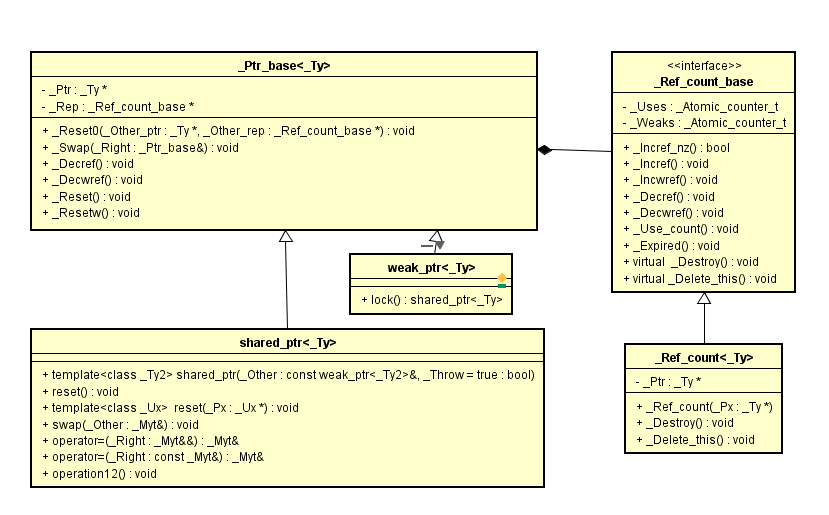 _Ptr_base<_Ty>
- _Ptr : _Ty *
- _Rep : _Ref_count_base *
+ _Reset0(_Other_ptr : _Ty *, _Other_rep : _Ref_count_base *) : void
+ _Swap(_Right : _Ptr_base&) : void
+ _Decref() : void
+ _Decwref() : void
+ _Reset() : void
+ _Resetw() : void
<<interface>>
_Ref_count_base
- _Uses : _Atomic_counter_t
- _Weaks : _Atomic_counter_t
+ _Incref_nz() : bool
+ _Incref() : void
+ _Incwref() : void
+ _Decref() : void
+ _Decwref() : void
+ _Use_count() : void
+ _Expired() : void
+ virtual _Destroy() : void
+ virtual _Delete_this() : void
weak_ptr<_Ty>
+ lock() : shared_ptr<_Ty>
shared_ptr<_Ty>
+ template<class _Ty2> shared_ptr(_Other : const weak_ptr<_Ty2>&, _Throw = true : bool)
+ reset() : void
+ template<class _Ux> reset(_Px : _Ux *) : void
+ swap(_Other : _Myt&) : void
+ operator=(_Right : _Myt&&) : _Myt&
+ operator=(_Right : const _Myt&) : _Myt&
+ operation12() : void
_Ref_count<_Ty>
- _Ptr : _Ty *
+ _Ref_count(_Px : _Ty *)
+ _Destroy() : void
+ _Delete_this() : void